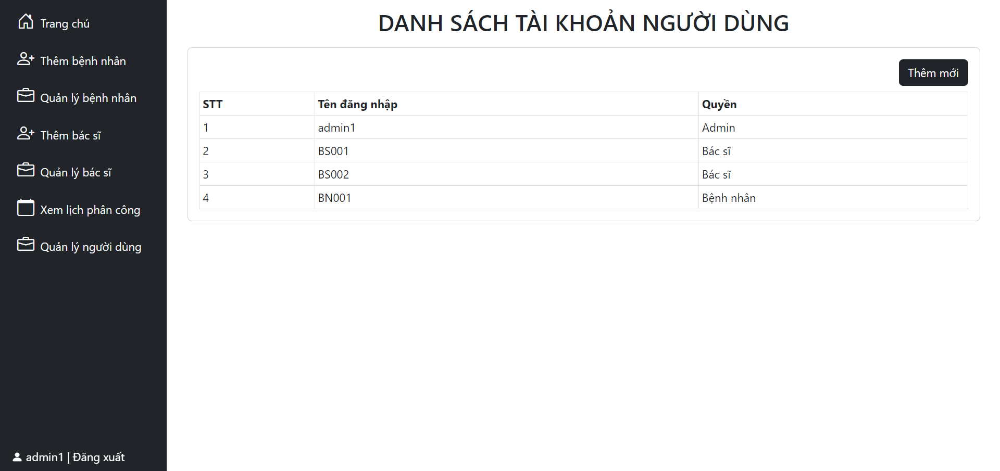 Trang chủ
Thêm bệnh nhân
Quản lý bệnh nhân
Thêm bác sĩ
Quản lý bác sĩ
Xem lịch phân công
Quản lý người dùng
admin1 | Đăng xuất
DANH SÁCH TÀI KHOẢN NGƯỜI DÙNG
Thêm mới
STT Tên đăng nhập Quyền
1 admin1 Admin
2 BS001 Bác sĩ
3 BS002 Bác sĩ
4 BN001 Bệnh nhân